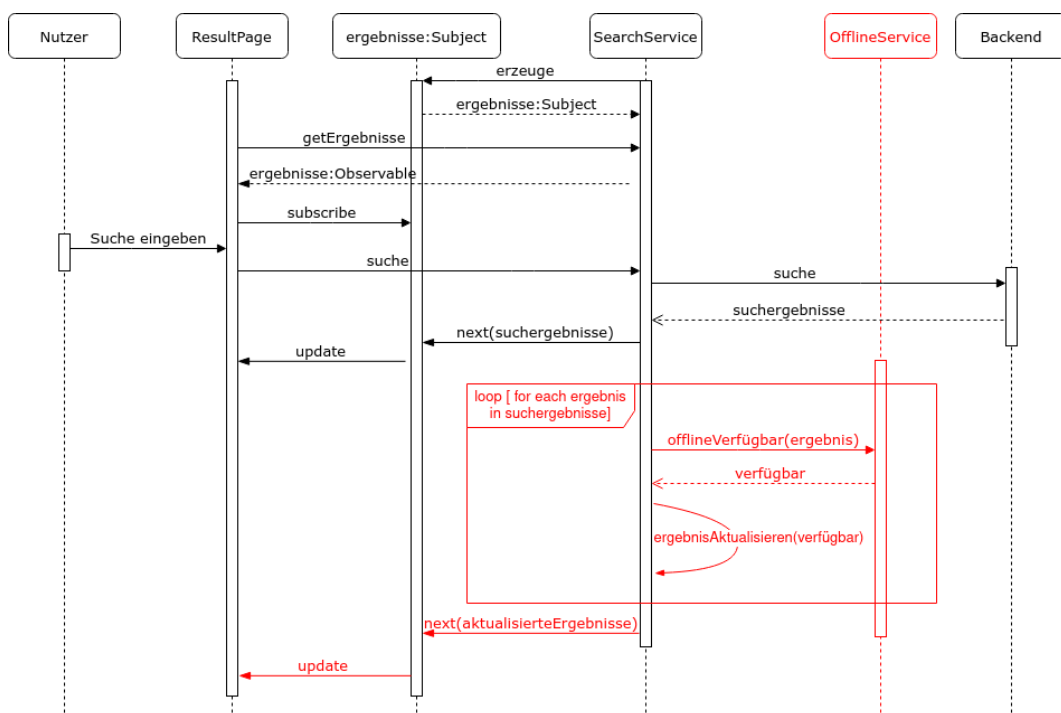 Nutzer
ResultPage
ergebnisse:Subject
SearchService
OfflineService
Backend
erzeuge
ergebnisse:Subject
getErgebnisse
ergebnisse:Observable
subscribe
Suche eingeben
suche
suche
suchergebnisse
next(suchergebnisse)
update
loop [ for each ergebnis
in suchergebnisse]
offlineVerfügbar(ergebnis)
verfügbar
ergebnisAktualisieren(verfügbar)
next(aktualisierteErgebnisse)
update